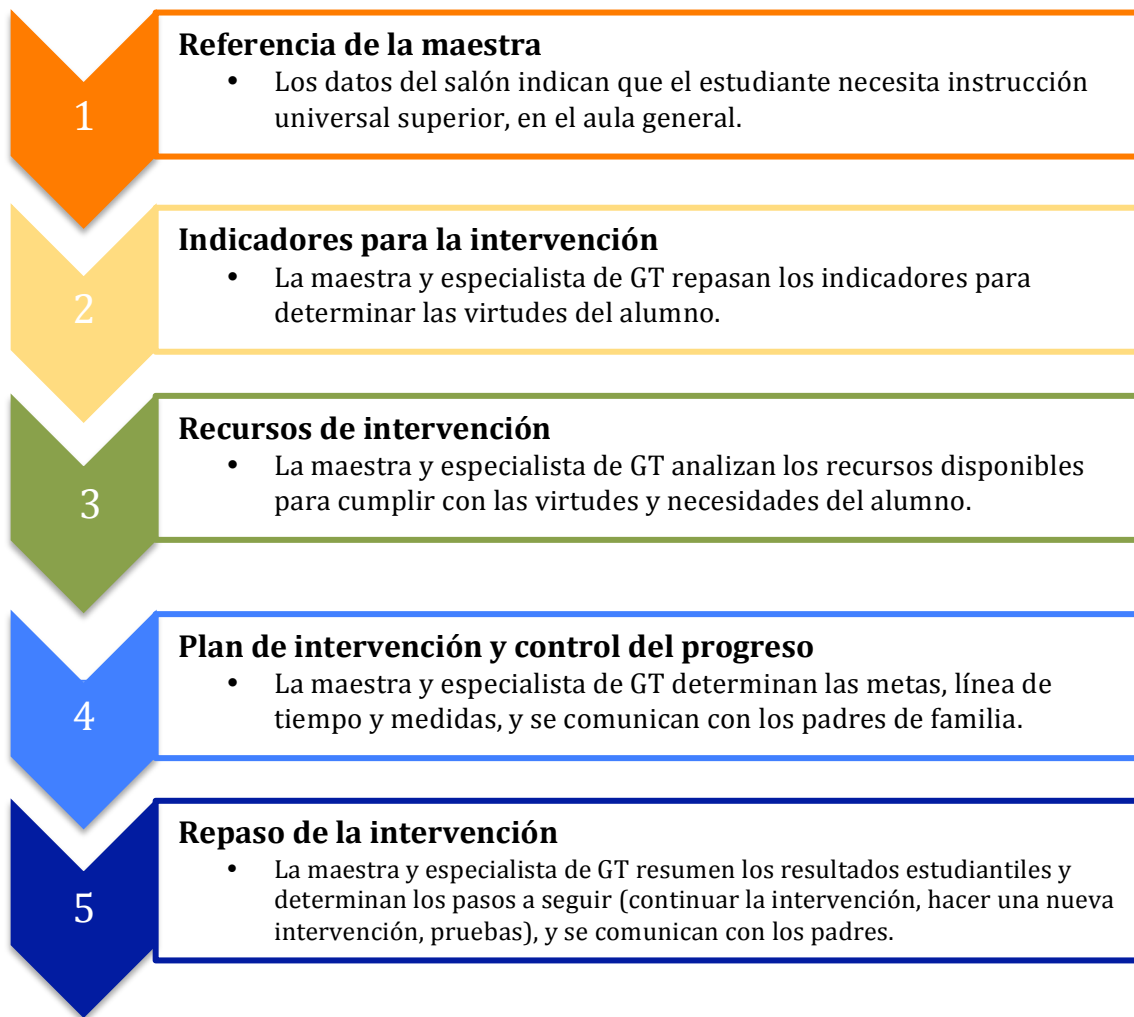 1
Referencia de la maestra
• Los datos del salón indican que el estudiante necesita instrucción
universal superior, en el aula general.
2
Indicadores para la intervención
• La maestra y especialista de GT repasan los indicadores para
determinar las virtudes del alumno.
3
Recursos de intervención
• La maestra y especialista de GT analizan los recursos disponibles
para cumplir con las virtudes y necesidades del alumno.
4
Plan de intervención y control del progreso
• La maestra y especialista de GT determinan las metas, línea de
tiempo y medidas, y se comunican con los padres de familia.
5
Repaso de la intervención
• La maestra y especialista de GT resumen los resultados estudiantiles y
determinan los pasos a seguir (continuar la intervención, hacer una nueva
intervención, pruebas), y se comunican con los padres.